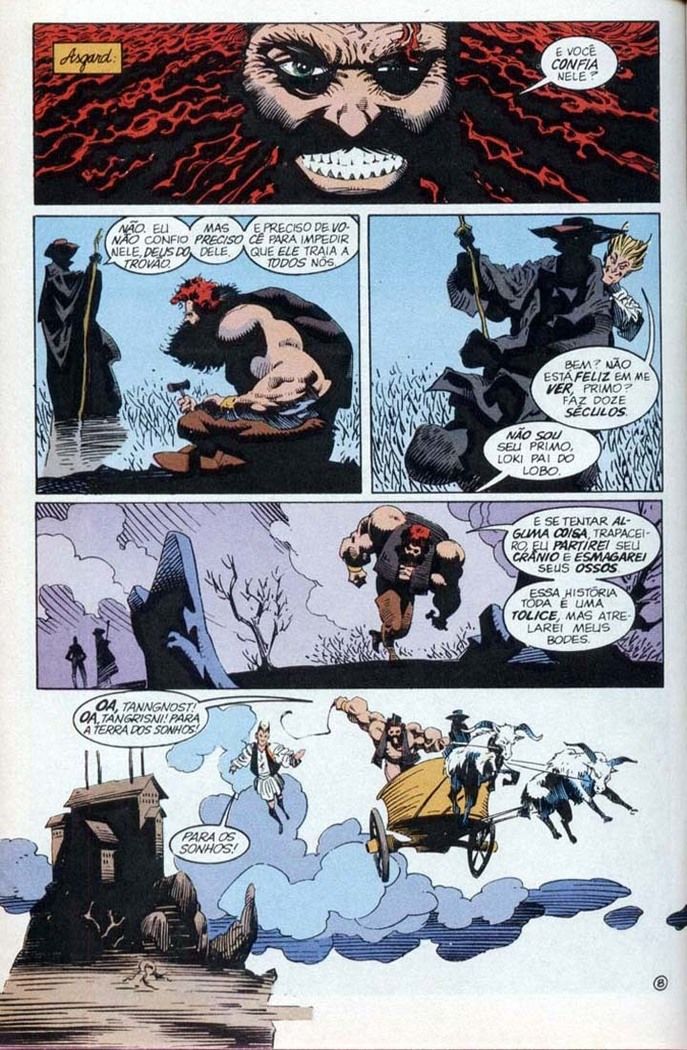 Asgard:
E VOCÊ
CONFIA
NELE?
NÃO. EU
NÃO CONFIO
NELE, DEUS DO
TROVÃO.
MAS
PRECISO
DELE,
E PRECISO DE VO-
CÊ PARA IMPEDIR
QUE ELE TRAIA A
TODOS NÓS.
BEM? NÃO
ESTÁ FELIZ EM ME
VER, PRIMO?
FAZ DOZE
SÉCULOS.
NÃO SOU
SEU PRIMO,
LOKI PAI DO
LOBO.
E SE TENTAR AL-
GUMA COISA, TRAPACEI-
RO, EU PARTIREI SEU
CRÂNIO E ESMAGAREI
SEUS OSSOS.
ESSA HISTÓRIA
TODA É UMA
TOLICE, MAS ATRE-
LAREI MEUS
BODES.
OA, TANNGNOST!
OA, TANGRISNI! PARA
A TERRA DOS SONHOS!
PARA OS
SONHOS!
8